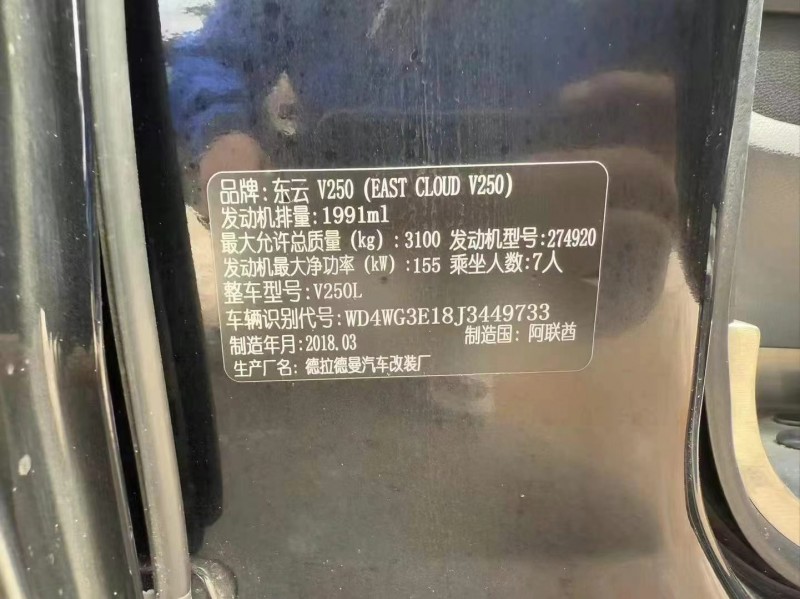 品牌:东云 V250 (EAST CLOUD V250)
发动机排量:1991ml
最大允许总质量 (kg) :3100 发动机型号:274920
发动机最大净功率 (kW) :155 乘坐人数:7人
整车型号:V250L
车辆识别代号:WD4WG3E18J3449733
制造年月:2018.03 制造国:阿联酋
生产厂名:德拉德曼汽车改装厂